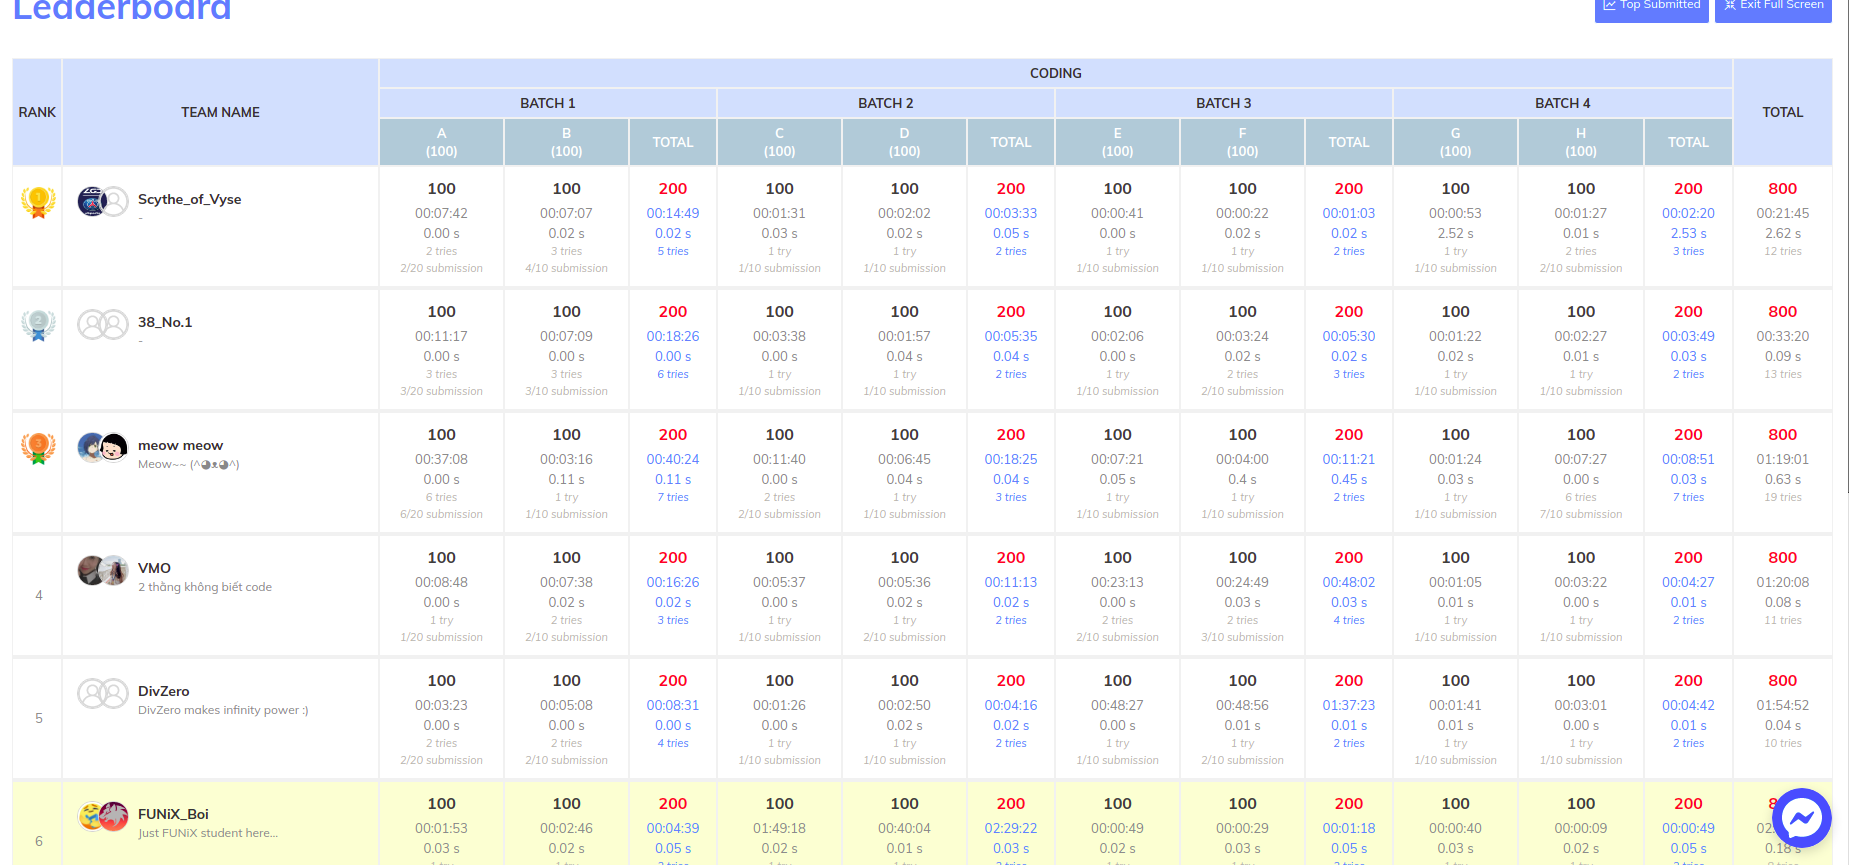 Leaderboard
Top Submitted Exit Full Screen
RANK TEAM NAME CODING TOTAL
BATCH 1 BATCH 2 BATCH 3 BATCH 4
A B TOTAL C D TOTAL E F TOTAL G H TOTAL
(100) (100) (100) (100) (100) (100) (100) (100)
1 Scythe_of_Vyse 100 100 200 100 100 200 100 100 200 100 100 200 800
- 00:07:42 00:07:07 00:14:49 00:01:31 00:02:02 00:03:33 00:00:41 00:00:22 00:01:03 00:00:53 00:01:27 00:02:20 00:21:45
0.00 s 0.02 s 0.02 s 0.03 s 0.02 s 0.05 s 0.00 s 0.02 s 0.02 s 2.52 s 0.01 s 2.53 s 2.62 s
2 tries 3 tries 5 tries 1 try 1 try 2 tries 1 try 1 try 2 tries 1 try 2 tries 3 tries 12 tries
2/20 submission 4/10 submission 1/10 submission 1/10 submission 1/10 submission 1/10 submission 1/10 submission 2/10 submission
2 38_No.1 100 100 200 100 100 200 100 100 200 100 100 200 800
- 00:11:17 00:07:09 00:18:26 00:03:38 00:01:57 00:05:35 00:02:06 00:03:24 00:05:30 00:01:22 00:02:27 00:03:49 00:33:20
0.00 s 0.00 s 0.00 s 0.00 s 0.04 s 0.04 s 0.00 s 0.02 s 0.02 s 0.02 s 0.01 s 0.03 s 0.09 s
3 tries 3 tries 6 tries 1 try 1 try 2 tries 1 try 2 tries 3 tries 1 try 1 try 2 tries 13 tries
3/20 submission 3/10 submission 1/10 submission 1/10 submission 1/10 submission 2/10 submission 1/10 submission 1/10 submission
3 meow meow 100 100 200 100 100 200 100 100 200 100 100 200 800
Meow~~ (^◕ᴥ◕^) 00:37:08 00:03:16 00:40:24 00:11:40 00:06:45 00:18:25 00:07:21 00:04:00 00:11:21 00:01:24 00:07:27 00:08:51 01:19:01
0.00 s 0.11 s 0.11 s 0.00 s 0.04 s 0.04 s 0.05 s 0.4 s 0.45 s 0.03 s 0.00 s 0.03 s 0.63 s
6 tries 1 try 7 tries 2 tries 1 try 3 tries 1 try 1 try 2 tries 1 try 6 tries 7 tries 19 tries
6/20 submission 1/10 submission 2/10 submission 1/10 submission 1/10 submission 1/10 submission 1/10 submission 7/10 submission
4 VMO 100 100 200 100 100 200 100 100 200 100 100 200 800
2 thằng không biết code 00:08:48 00:07:38 00:16:26 00:05:37 00:05:36 00:11:13 00:23:13 00:24:49 00:48:02 00:01:05 00:03:22 00:04:27 01:20:08
0.00 s 0.02 s 0.02 s 0.00 s 0.02 s 0.02 s 0.00 s 0.03 s 0.03 s 0.01 s 0.00 s 0.01 s 0.08 s
1 try 2 tries 3 tries 1 try 1 try 2 tries 2 tries 2 tries 4 tries 1 try 1 try 2 tries 11 tries
1/20 submission 2/10 submission 1/10 submission 2/10 submission 2/10 submission 3/10 submission 1/10 submission 1/10 submission
5 DivZero 100 100 200 100 100 200 100 100 200 100 100 200 800
DivZero makes infinity power :) 00:03:23 00:05:08 00:08:31 00:01:26 00:02:50 00:04:16 00:48:27 00:48:56 01:37:23 00:01:41 00:03:01 00:04:42 01:54:52
0.00 s 0.00 s 0.00 s 0.00 s 0.02 s 0.02 s 0.00 s 0.01 s 0.01 s 0.01 s 0.00 s 0.01 s 0.04 s
2 tries 2 tries 4 tries 1 try 1 try 2 tries 1 try 1 try 2 tries 1 try 1 try 2 tries 10 tries
2/20 submission 2/10 submission 1/10 submission 1/10 submission 1/10 submission 2/10 submission 1/10 submission 1/10 submission
6 FUNiX_Boi 100 100 200 100 100 200 100 100 200 100 100 200
Just FUNiX student here... 00:01:53 00:02:46 00:04:39 01:49:18 00:40:04 02:29:22 00:00:49 00:00:29 00:01:18 00:00:40 00:00:09 00:00:49
0.03 s 0.02 s 0.05 s 0.02 s 0.01 s 0.03 s 0.02 s 0.03 s 0.05 s 0.03 s 0.02 s 0.05 s 0.18 s